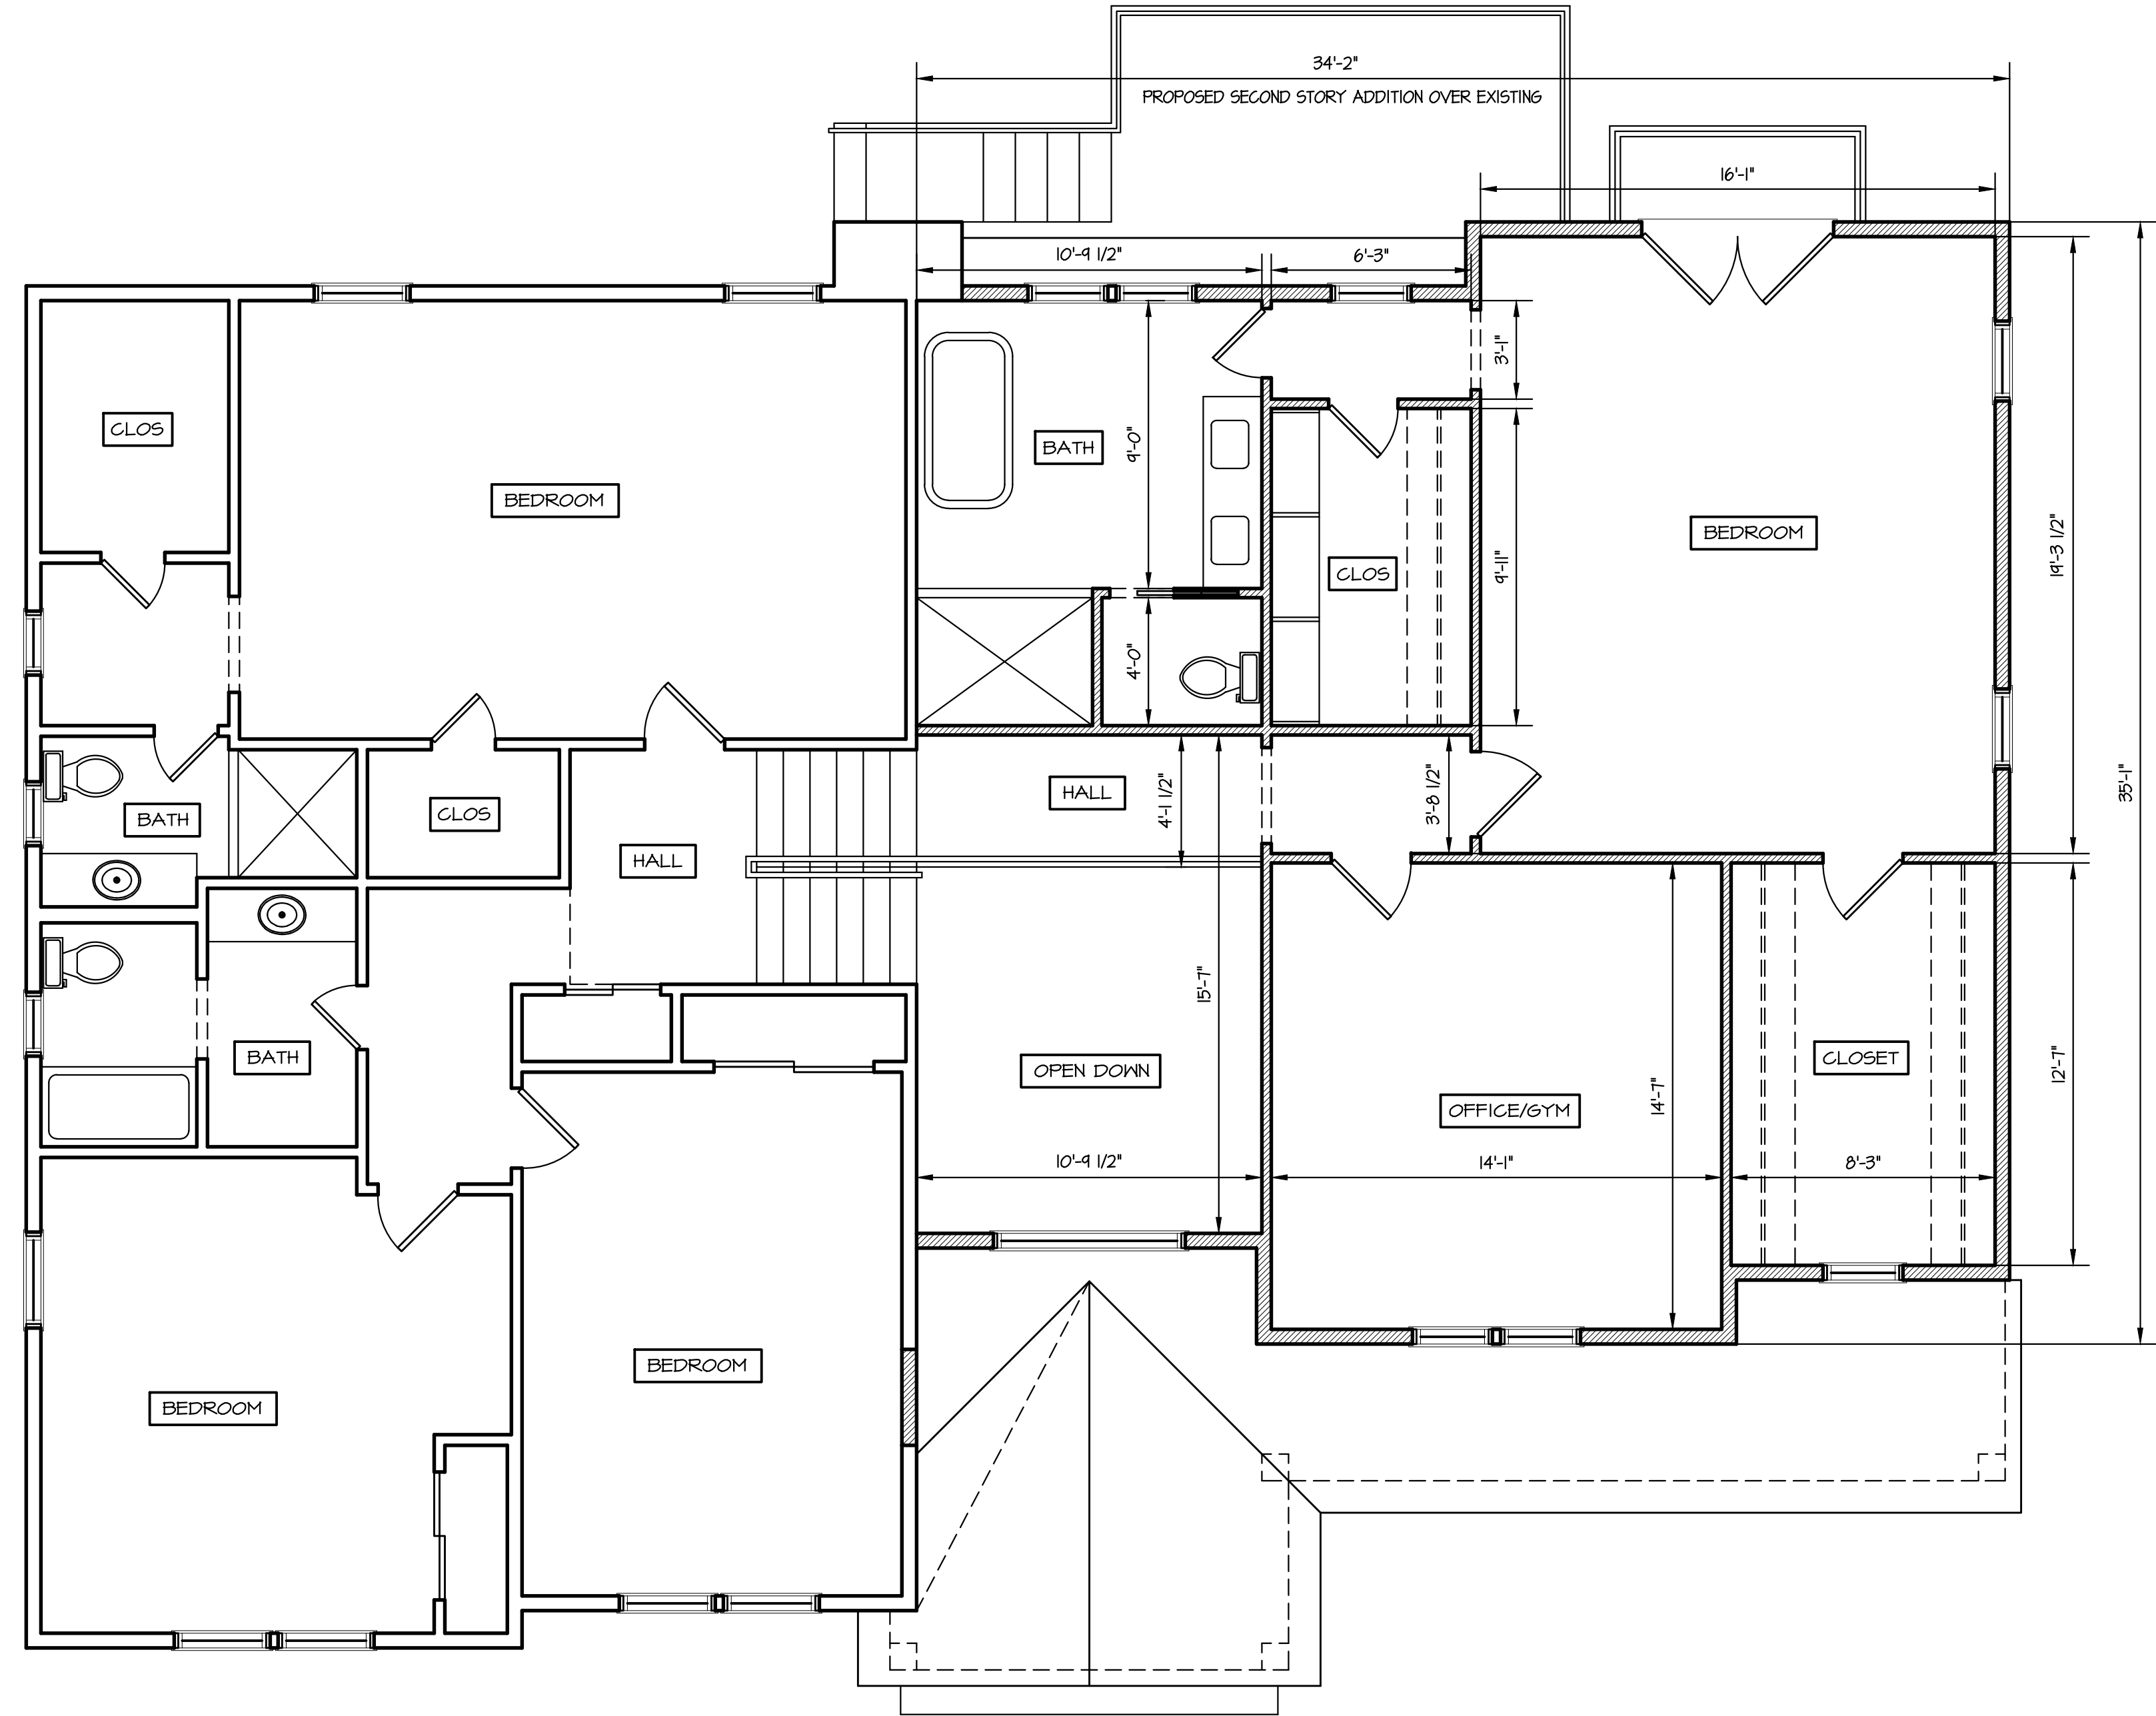 34'-2"
PROPOSED SECOND STORY ADDITION OVER EXISTING
16'-1"
10'-9 1/2"
6'-3"
3'-1"
CLOS
BATH
9'-0"
BEDROOM
BEDROOM
19'-3 1/2"
CLOS
9'-11"
4'-0"
35'-1"
HALL
4'-1 1/2"
3'-8 1/2"
CLOS
BATH
HALL
15'-7"
BATH
OPEN DOWN
OFFICE/GYM
14'-7"
CLOSET
12'-7"
10'-9 1/2"
14'-1"
8'-3"
BEDROOM
BEDROOM